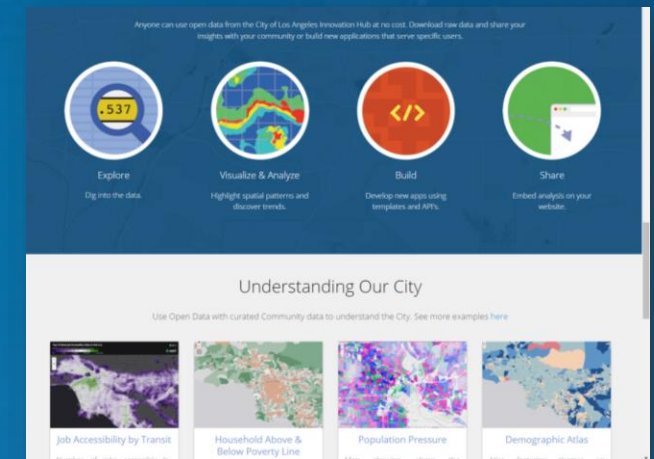 Anyone can use open data from the City of Los Angeles Innovation Hub at no cost. Download raw data and share your
insights with your community or build new applications that serve specific users.
.537
</>
Explore
Visualize & Analyze
Build
Share
Dig into the data.
Highlight spatial patterns and
discover trends.
Develop new apps using
templates and API's.
Embed analysis on your
website.
Understanding Our City
Use Open Data with curated Community data to understand the City. See more examples here
Job Accessibility by Transit
Household Above &
Below Poverty Line
Population Pressure
Demographic Atlas